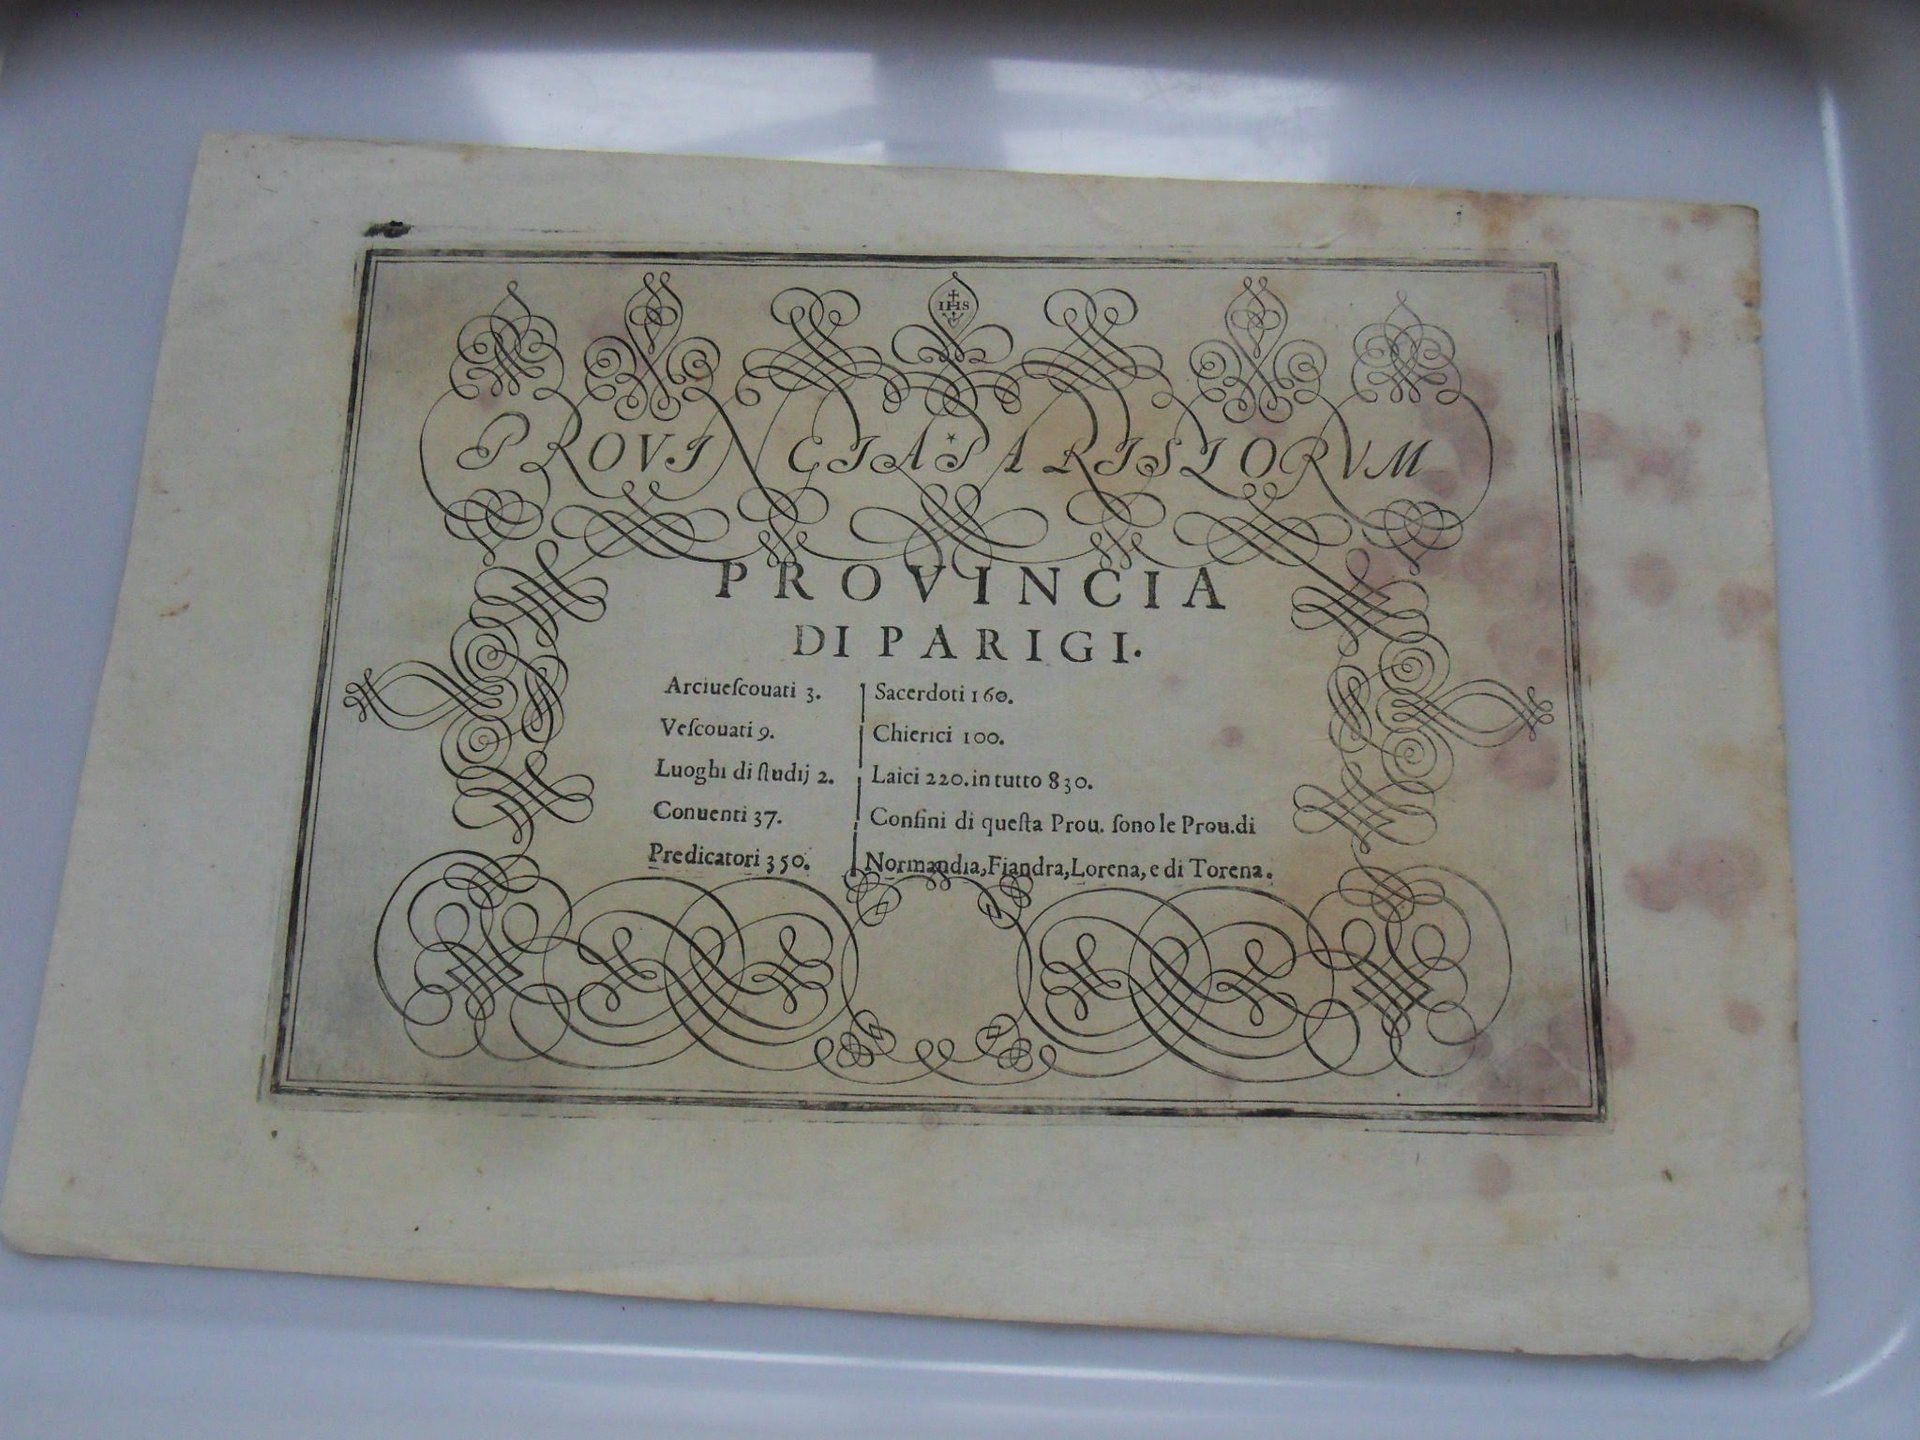 IHS
PROVINCIA * PARISIORVM
PROVINCIA
DI PARIGI.
Arciueſcouati 3.
Veſcouati 9.
Luoghi di ſtudij 2.
Conuenti 37.
Predicatori 350.
Sacerdoti 160.
Chierici 100.
Laici 220. in tutto 830.
Confini di queſta Prou. ſono le Prou. di
Normandia, Fiandra, Lorena, e di Torena.